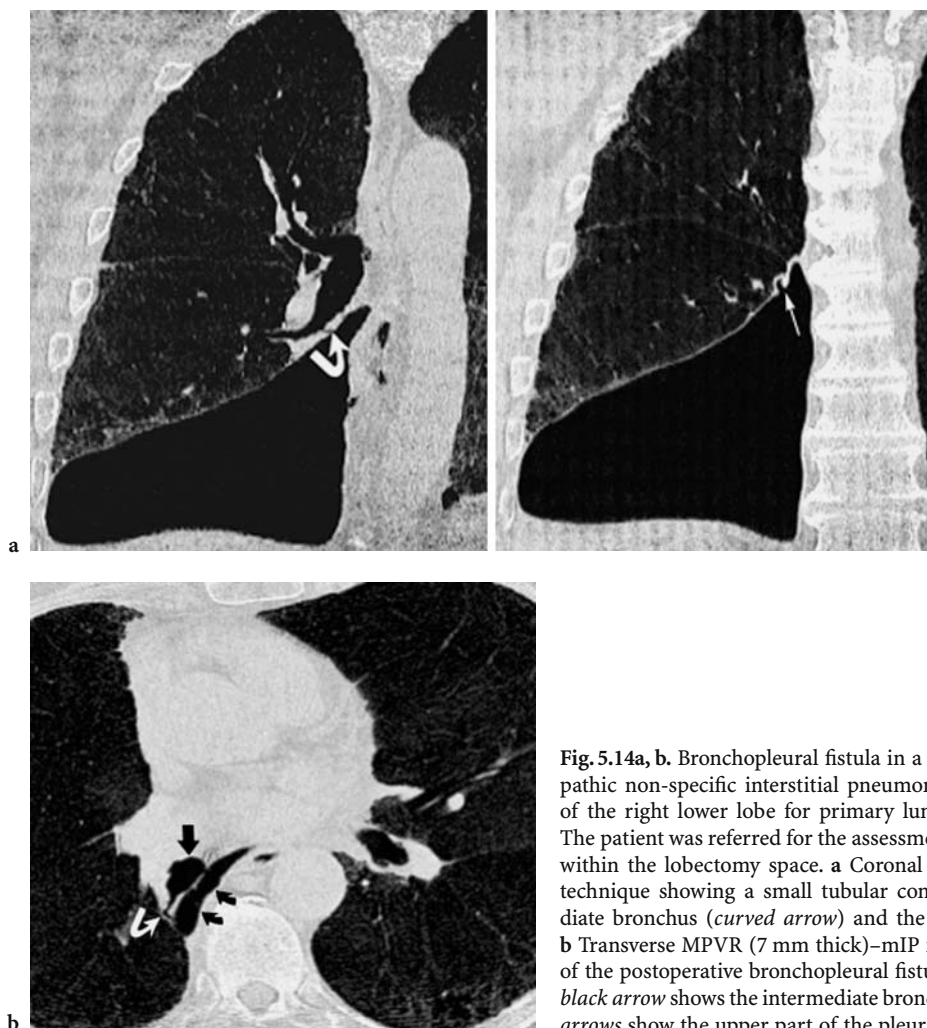 a
b
Fig. 5.14a, b. Bronchopleural fistula in a
pathic non-specific interstitial pneumor
of the right lower lobe for primary lun
The patient was referred for the assessme
within the lobectomy space. a Coronal
technique showing a small tubular con
diate bronchus (curved arrow) and the
b Transverse MPVR (7 mm thick)–mIP
of the postoperative bronchopleural fistu
black arrow shows the intermediate bron
arrows show the upper part of the pleur